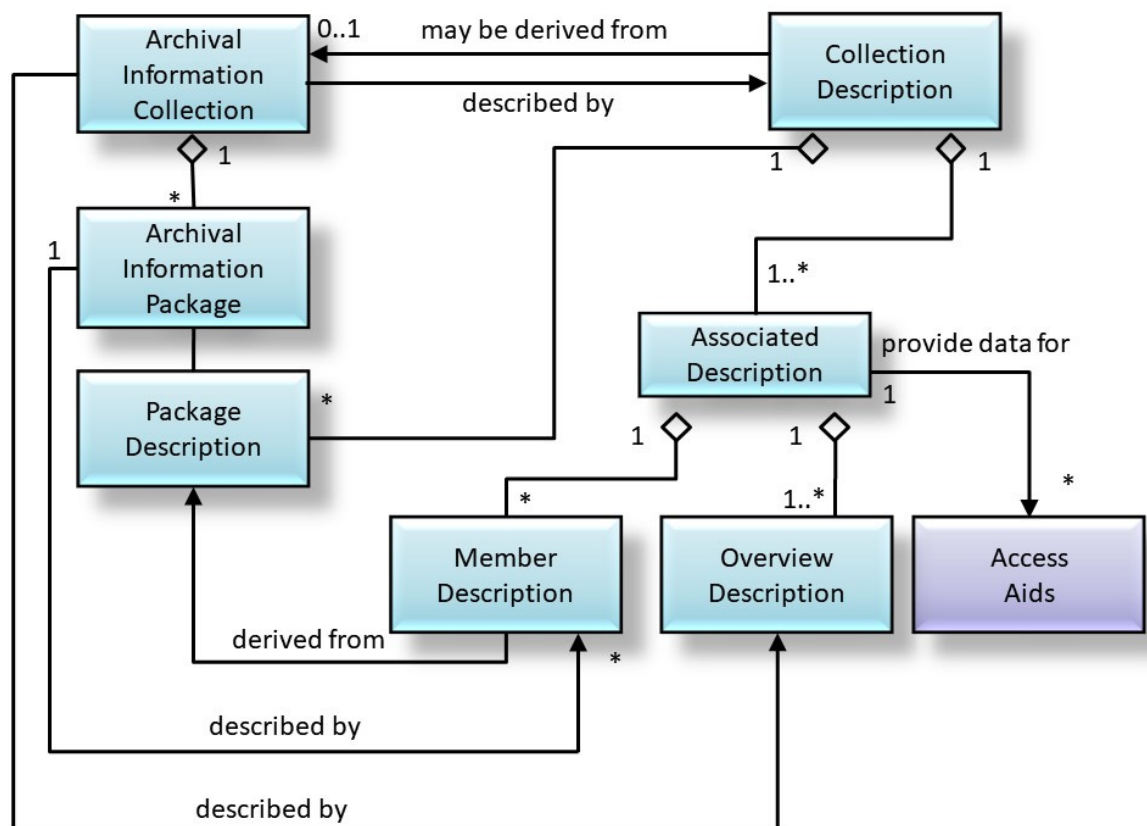 Archival
Information
Collection
0..1
may be derived from
described by
Collection
Description
1
*
1
1
1
Archival
Information
Package
1..*
Associated
Description
provide data for
1
Package
Description
*
1
1
*
1..*
*
Member
Description
Overview
Description
Access
Aids
derived from
*
described by
described by